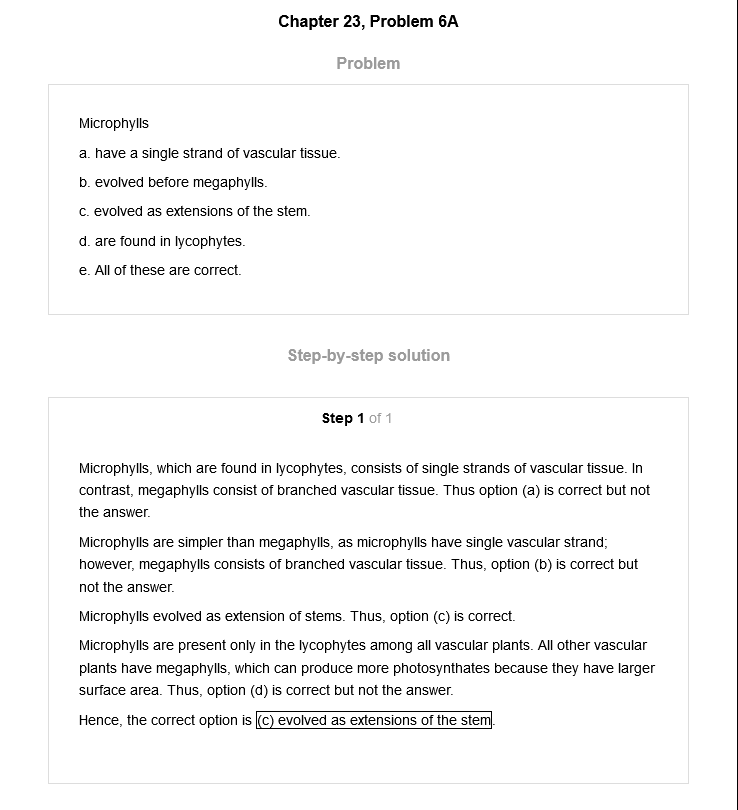 Chapter 23, Problem 6A
Problem
Microphylls
a. have a single strand of vascular tissue.
b. evolved before megaphylls.
c. evolved as extensions of the stem.
d. are found in lycophytes.
e. All of these are correct.
Step-by-step solution
Step 1 of 1
Microphylls, which are found in lycophytes, consists of single strands of vascular tissue. In
contrast, megaphylls consist of branched vascular tissue. Thus option (a) is correct but not
the answer.
Microphylls are simpler than megaphylls, as microphylls have single vascular strand;
however, megaphylls consists of branched vascular tissue. Thus, option (b) is correct but
not the answer.
Microphylls evolved as extension of stems. Thus, option (c) is correct.
Microphylls are present only in the lycophytes among all vascular plants. All other vascular
plants have megaphylls, which can produce more photosynthates because they have larger
surface area. Thus, option (d) is correct but not the answer.
Hence, the correct option is (c) evolved as extensions of the stem.